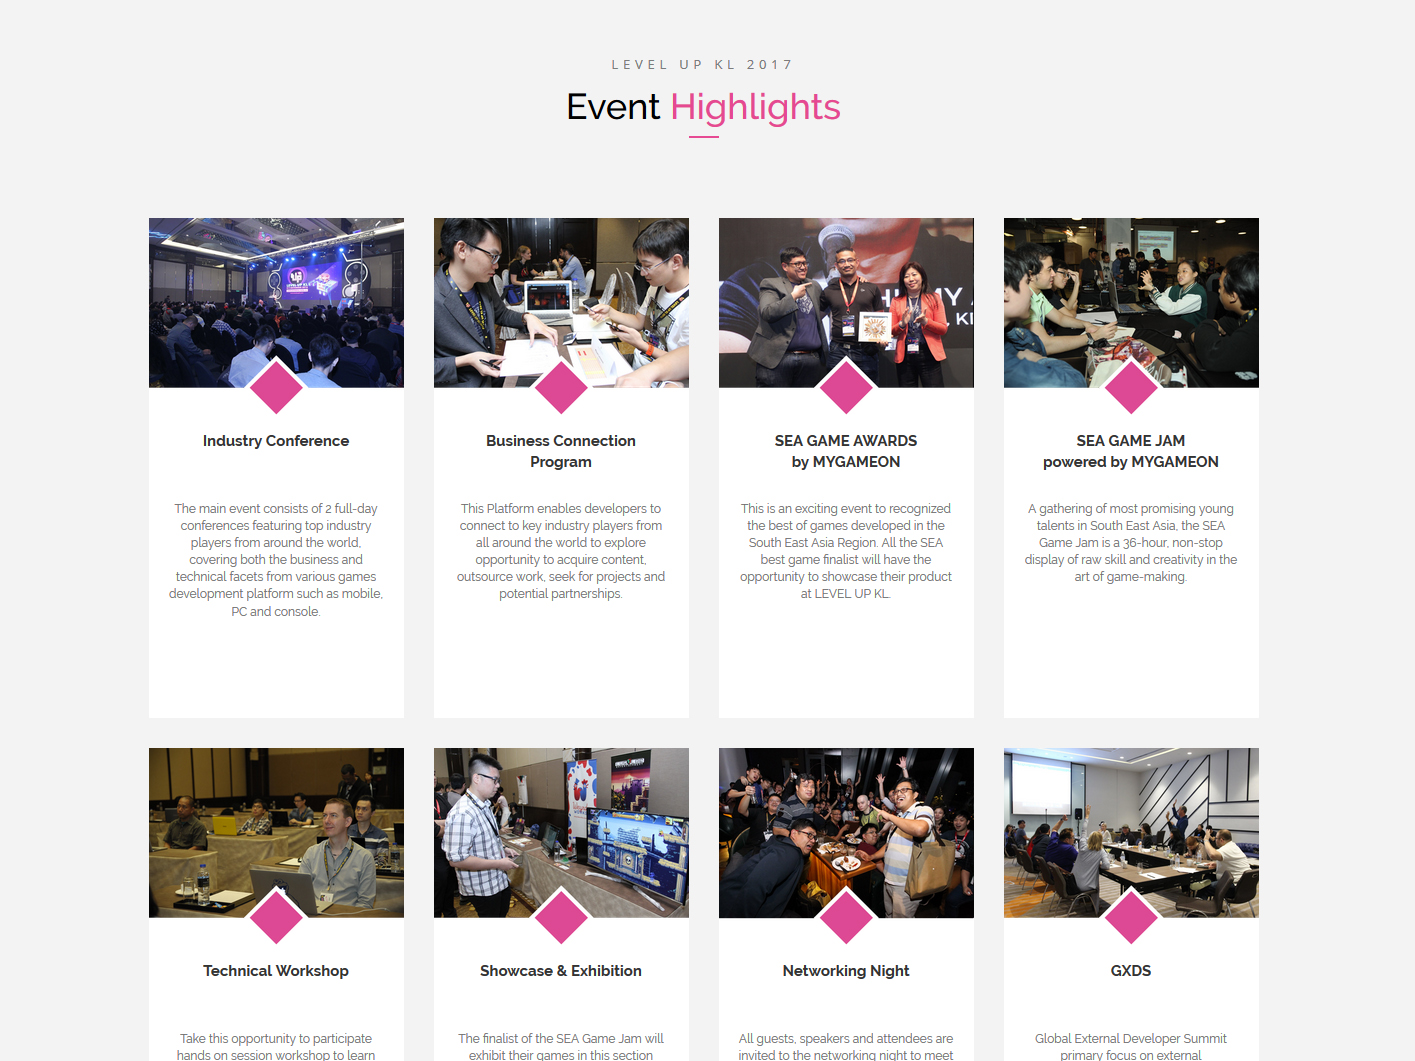 LEVEL UP KL 2017
Event Highlights
Industry Conference
The main event consists of 2 full-day
conferences featuring top industry
players from around the world,
covering both the business and
technical facets from various games
development platform such as mobile,
PC and console.
Business Connection
Program
This Platform enables developers to
connect to key industry players from
all around the world to explore
opportunity to acquire content,
outsource work, seek for projects and
potential partnerships.
SEA GAME AWARDS
by MYGAMEON
This is an exciting event to recognized
the best of games developed in the
South East Asia Region. All the SEA
best game finalist will have the
opportunity to showcase their product
at LEVEL UP KL.
SEA GAME JAM
powered by MYGAMEON
A gathering of most promising young
talents in South East Asia, the SEA
Game Jam is a 36-hour, non-stop
display of raw skill and creativity in the
art of game-making.
Technical Workshop
Take this opportunity to participate
hands on session workshop to learn
Showcase & Exhibition
The finalist of the SEA Game Jam will
exhibit their games in this section
Networking Night
All guests, speakers and attendees are
invited to the networking night to meet
GXDS
Global External Developer Summit
primary focus on external